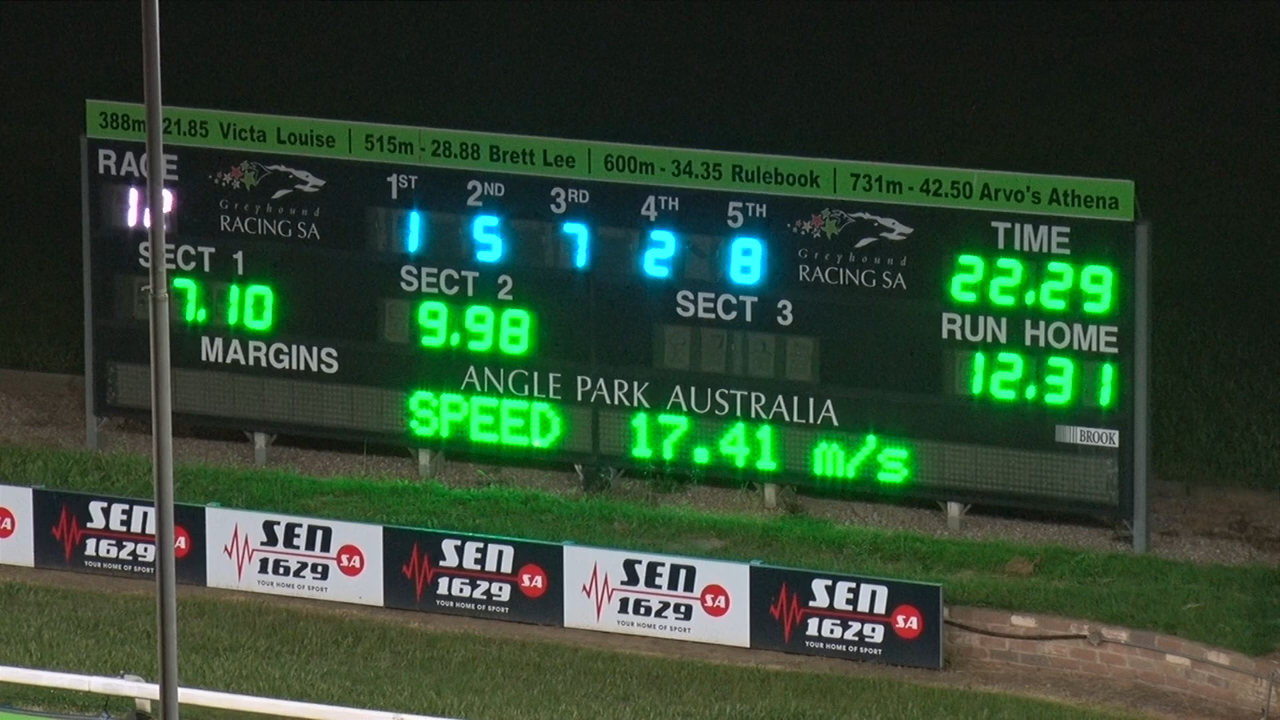 388m 21.85 Victa Louise | 515m - 28.88 Brett Lee | 600m - 34.35 Rulebook | 731m - 42.50 Arvo's Athena
RACE
Greyhound
RACING SA
1ST 2ND 3RD 4TH 5TH
1 5 7 2 8
Greyhound
RACING SA
TIME
22.29
SECT 1
7.10
SECT 2
9.98
SECT 3
RUN HOME
12.31
MARGINS
ANGLE PARK AUSTRALIA
SPEED 17.41 m/s
BROOK
SA
SEN
1629 SA
YOUR HOME OF SPORT
SEN
1629 SA
YOUR HOME OF SPORT
SEN
1629 SA
YOUR HOME OF SPORT
SEN
1629 SA
YOUR HOME OF SPORT
SEN
1629 SA
YOUR HOME OF SPORT